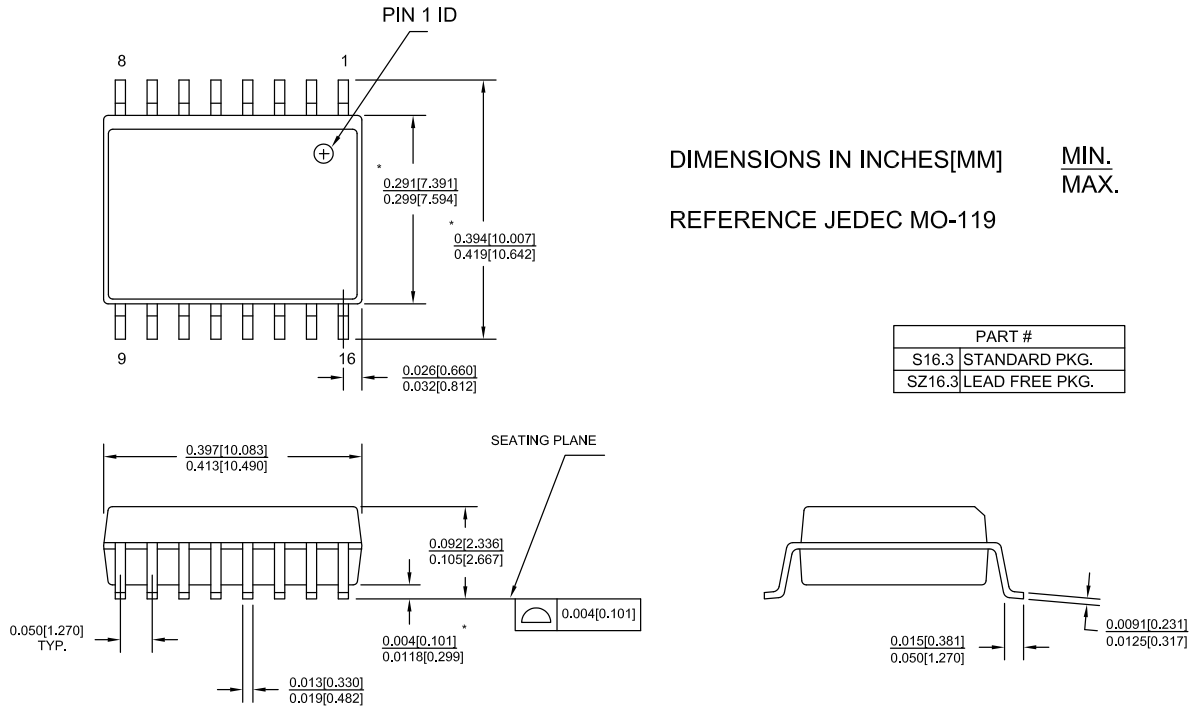 PIN 1 ID
8
1
*
0.291[7.391]
0.299[7.594]
*
0.394[10.007]
0.419[10.642]
DIMENSIONS IN INCHES[MM]
MIN.
MAX.
REFERENCE JEDEC MO-119
9
16
0.026[0.660]
0.032[0.812]
PART #
S16.3 STANDARD PKG.
SZ16.3 LEAD FREE PKG.
0.397[10.083]
0.413[10.490]
SEATING PLANE
0.092[2.336]
0.105[2.667]
0.004[0.101]
0.050[1.270]
TYP.
*
0.004[0.101]
0.0118[0.299]
0.013[0.330]
0.019[0.482]
0.015[0.381]
0.050[1.270]
0.0091[0.231]
0.0125[0.317]